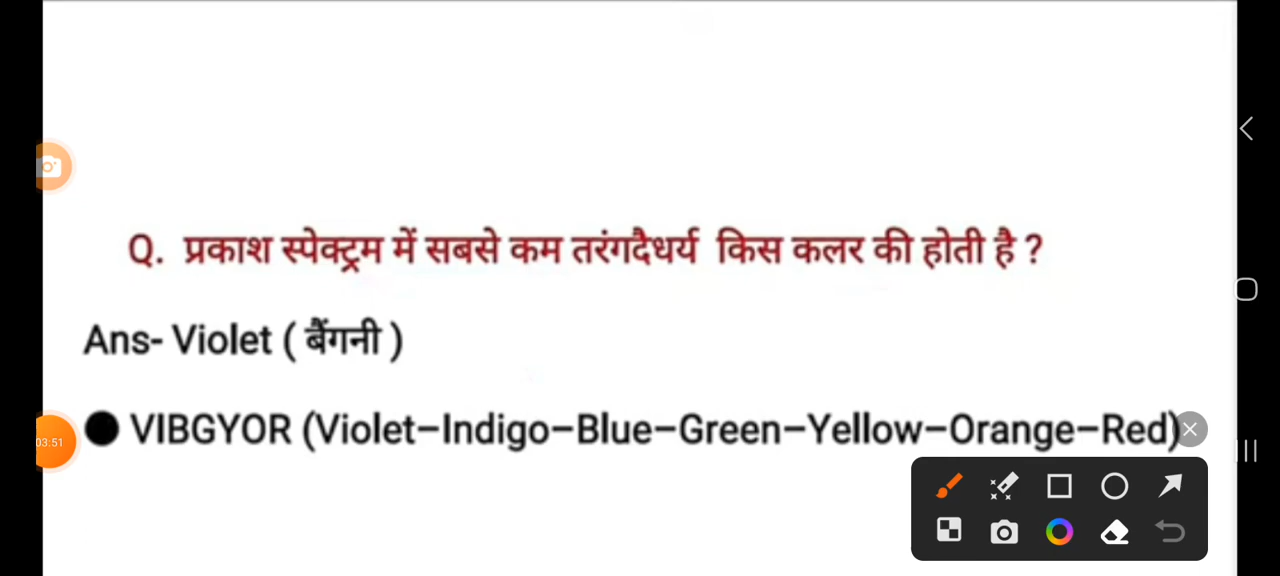 Q. प्रकाश स्पेक्ट्रम में सबसे कम तरंगदैधर्य किस कलर की होती है ?
Ans- Violet ( बैंगनी )
● VIBGYOR (Violet–Indigo–Blue–Green–Yellow–Orange–Red)
03:51